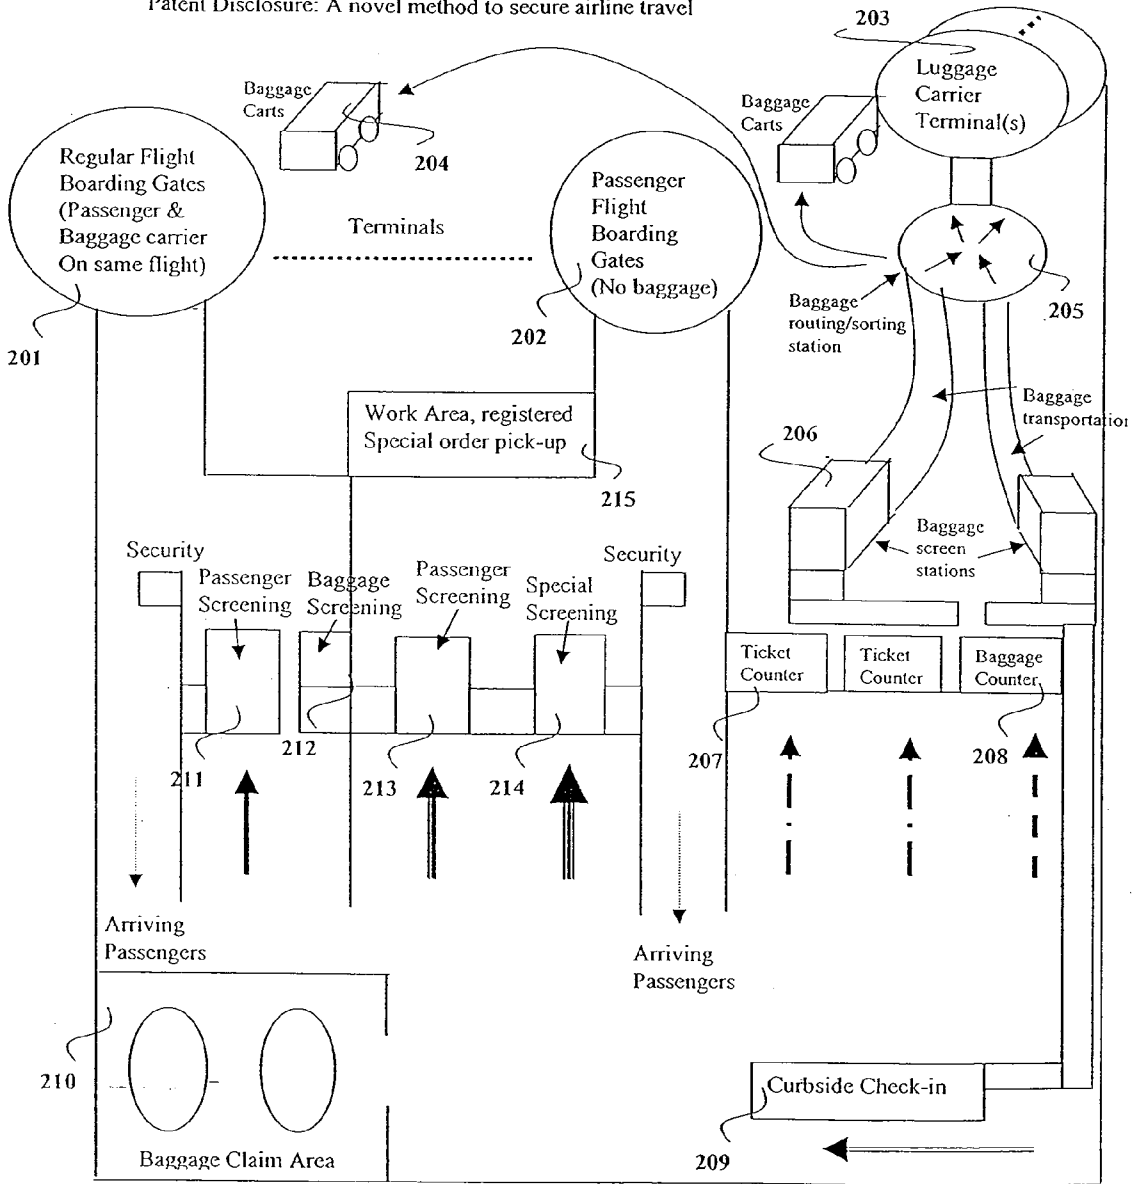 Patent Disclosure: A novel method to secure airline travel
203
Luggage
Carrier
Terminal(s)
Baggage
Carts
204
Baggage
Carts
Regular Flight
Boarding Gates
(Passenger &
Baggage carrier
On same flight)
201
Terminals
Passenger
Flight
Boarding
Gates
(No baggage)
202
205
Baggage
routing/sorting
station
Baggage
transportation
Work Area, registered
Special order pick-up
215
206
Baggage
screen
stations
Security
Passenger
Screening
Baggage
Screening
Passenger
Screening
Special
Screening
Security
Ticket
Counter
Ticket
Counter
Baggage
Counter
211
212
213
214
207
208
Arriving
Passengers
Arriving
Passengers
210
Baggage Claim Area
Curbside Check-in
209